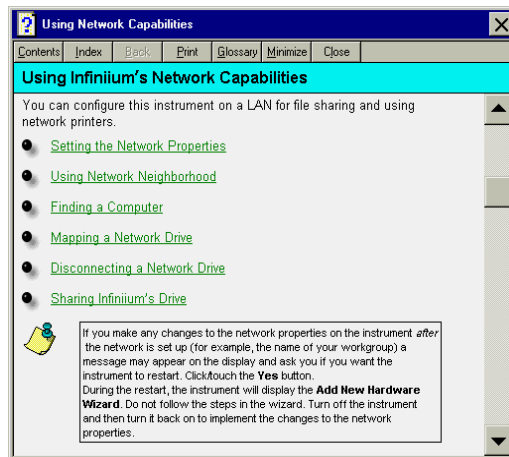 Using Network Capabilities
Contents Index Back Print Glossary Minimize Close
Using Infiniium's Network Capabilities
You can configure this instrument on a LAN for file sharing and using
network printers.
Setting the Network Properties
Using Network Neighborhood
Finding a Computer
Mapping a Network Drive
Disconnecting a Network Drive
Sharing Infiniium's Drive
If you make any changes to the network properties on the instrument after
the network is set up (for example, the name of your workgroup) a
message may appear on the display and ask you if you want the
instrument to restart. Click/touch the Yes button.
During the restart, the instrument will display the Add New Hardware
Wizard. Do not follow the steps in the wizard. Turn off the instrument
and then turn it back on to implement the changes to the network
properties.